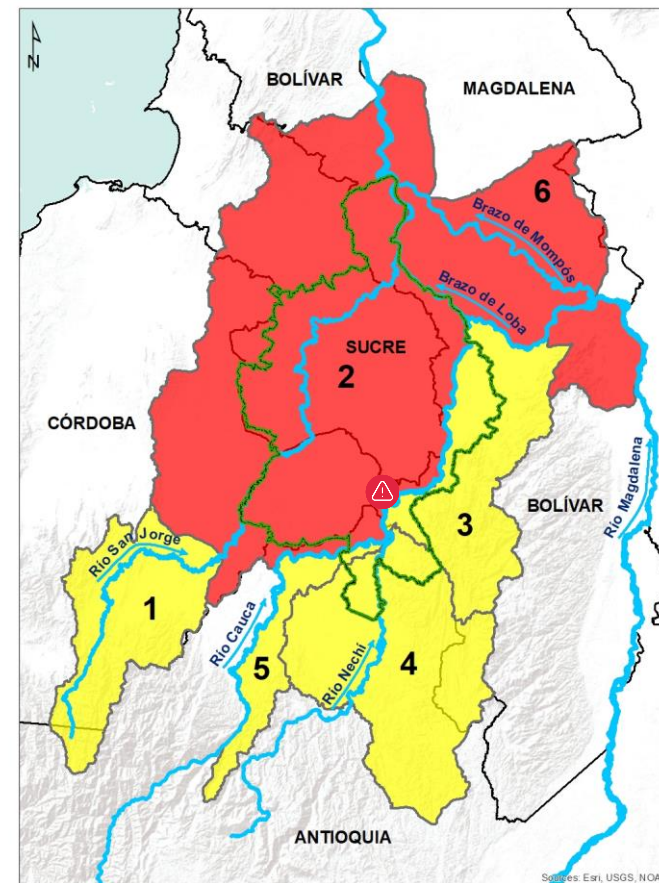 N
BOLÍVAR
MAGDALENA
6
Brazo de Mompós
Brazo de Loba
SUCRE
2
CÓRDOBA
BOLÍVAR
Río Magdalena
3
Río San Jorge
1
Río Cauca
5
Río Nechí
4
ANTIOQUIA
Sources: Esri, USGS, NOA